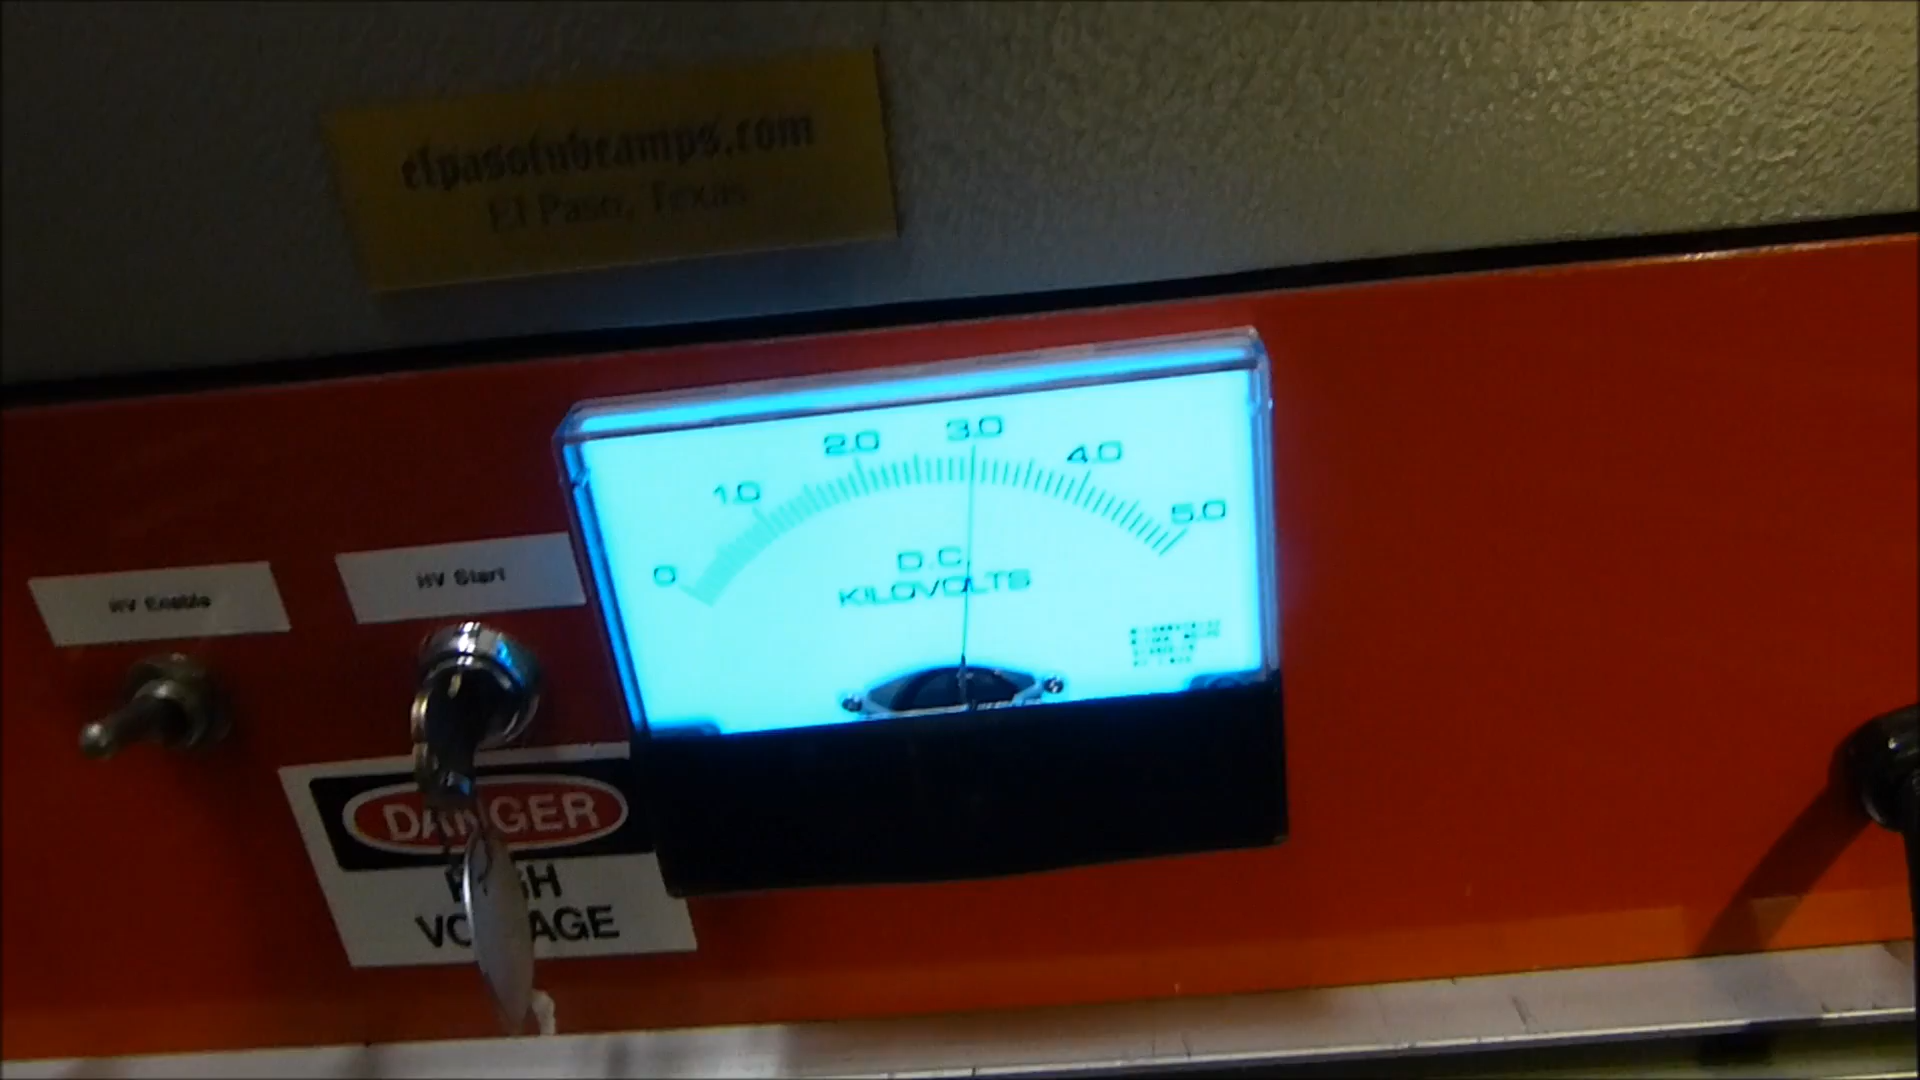 elpasotubeamps.com
El Paso, Texas
HV Enable
HV Start
0
1.0
2.0
3.0
4.0
5.0
D.C.
KILOVOLTS
DANGER
HIGH
VOLTAGE